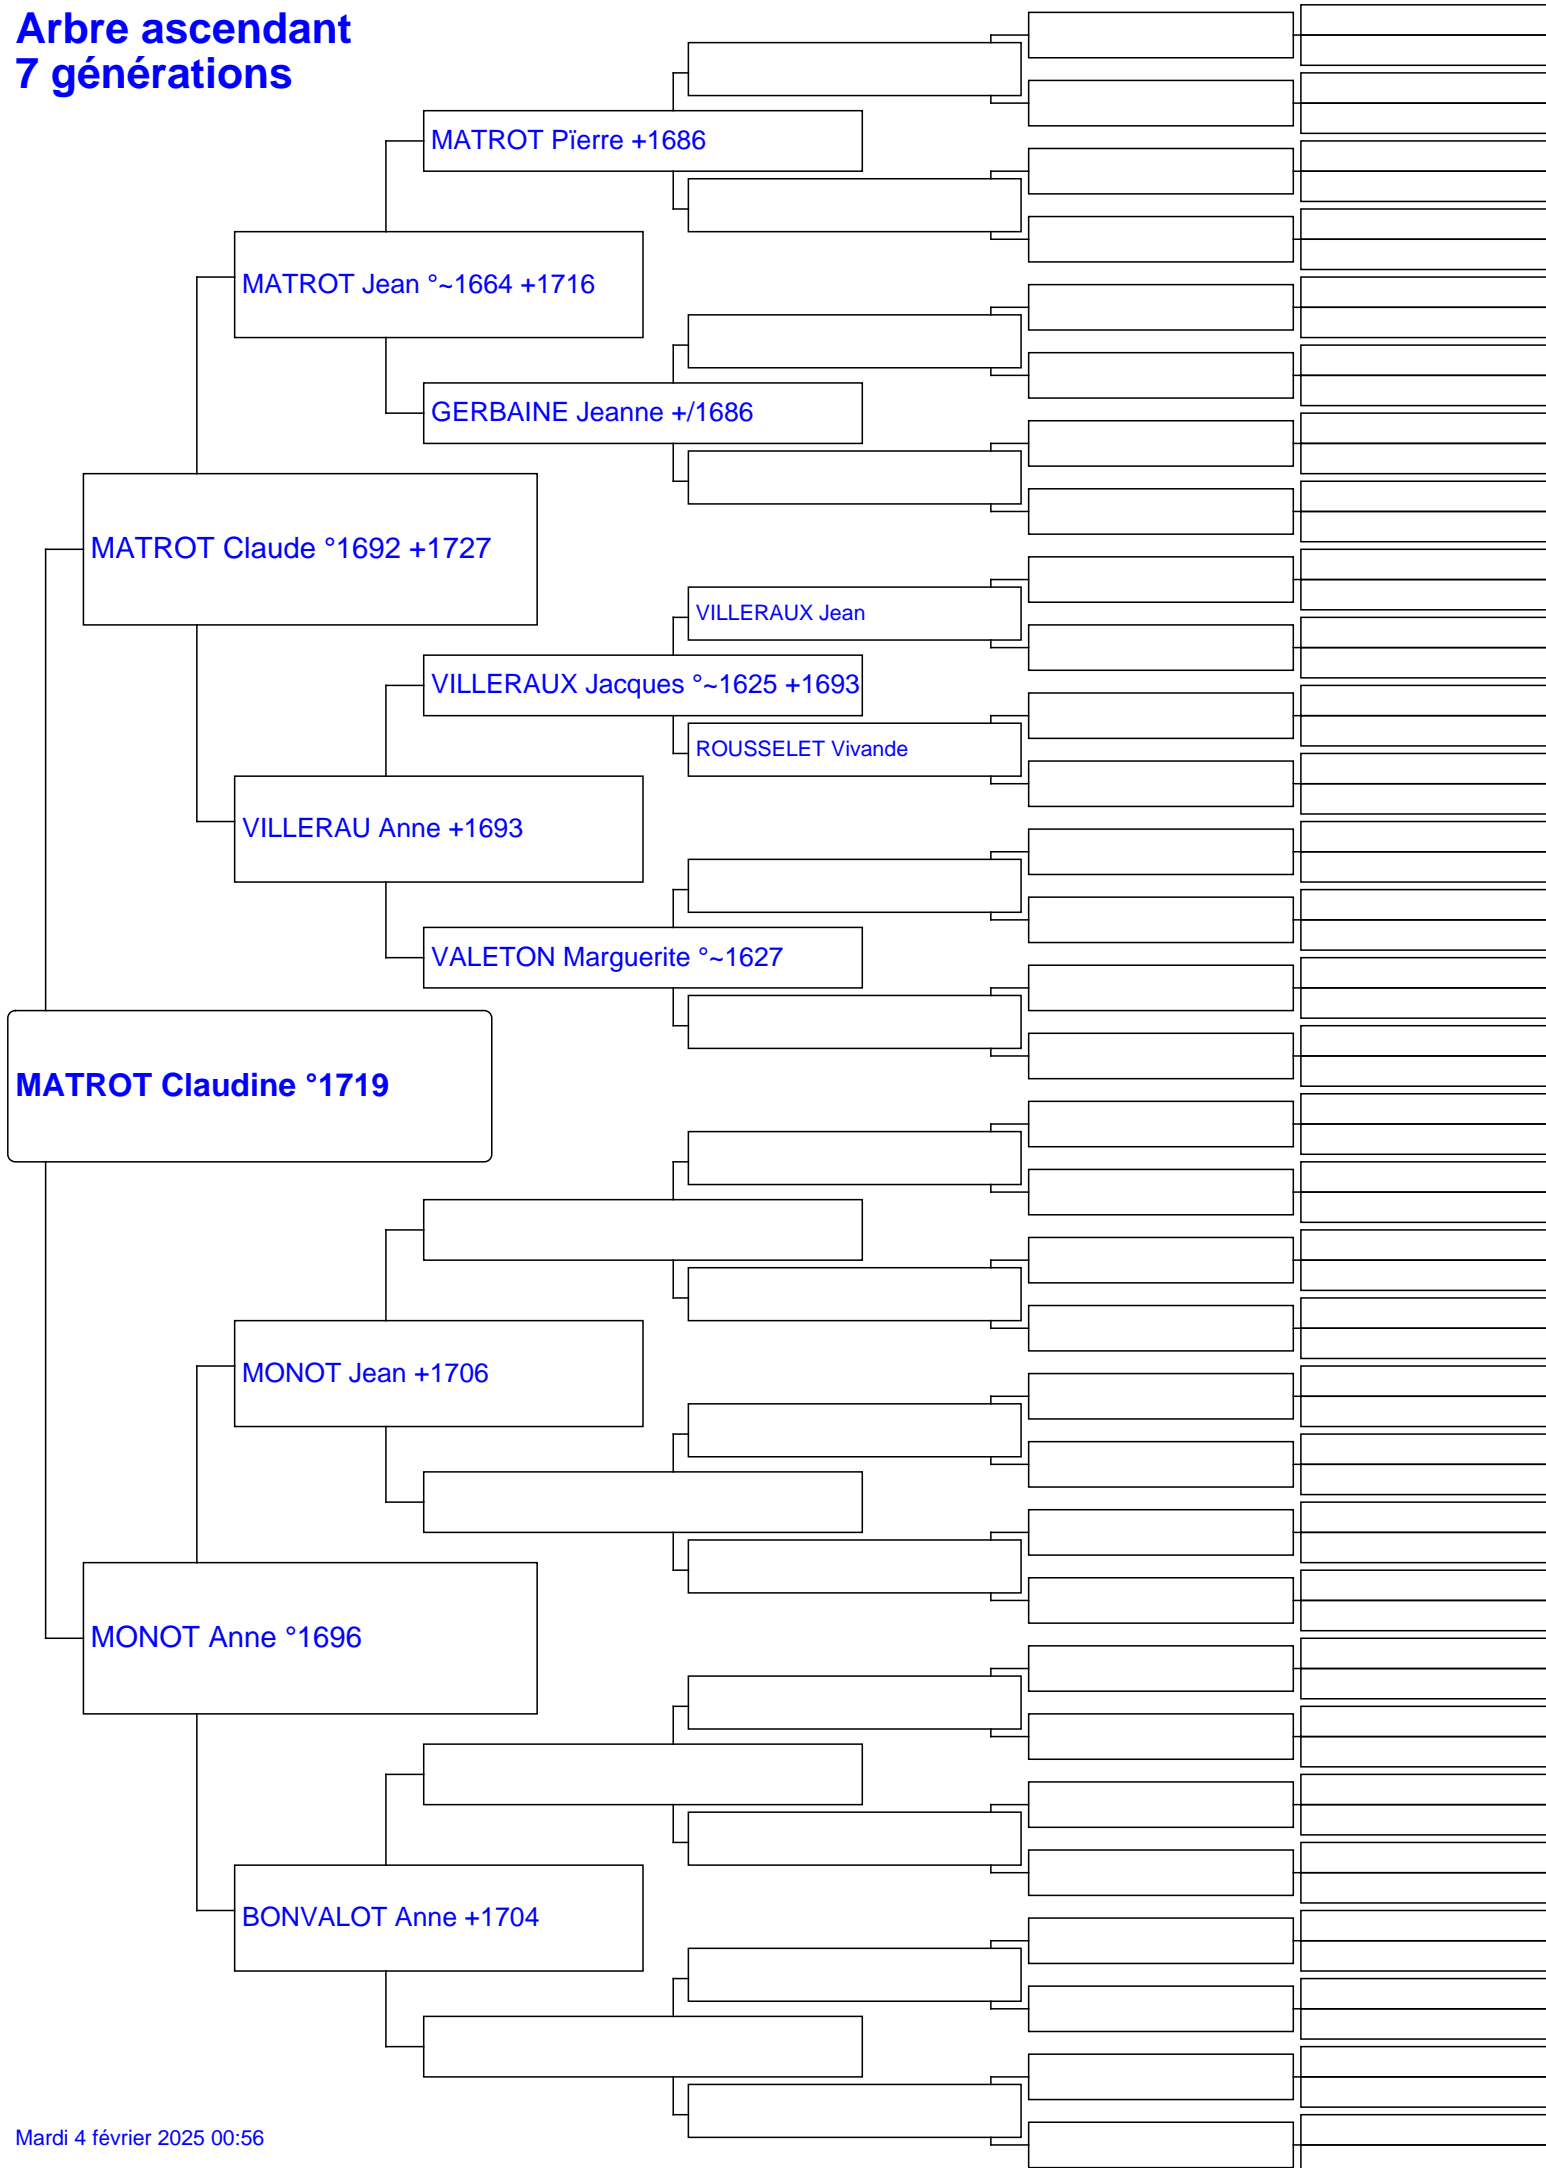 Arbre ascendant
7 générations
MATROT Pïerre +1686
MATROT Jean °~1664 +1716
GERBAINE Jeanne +/1686
MATROT Claude °1692 +1727
VILLERAUX Jean
VILLERAUX Jacques °~1625 +1693
ROUSSELET Vivande
VILLERAU Anne +1693
VALETON Marguerite °~1627
MATROT Claudine °1719
MONOT Jean +1706
MONOT Anne °1696
BONVALOT Anne +1704
Mardi 4 février 2025 00:56